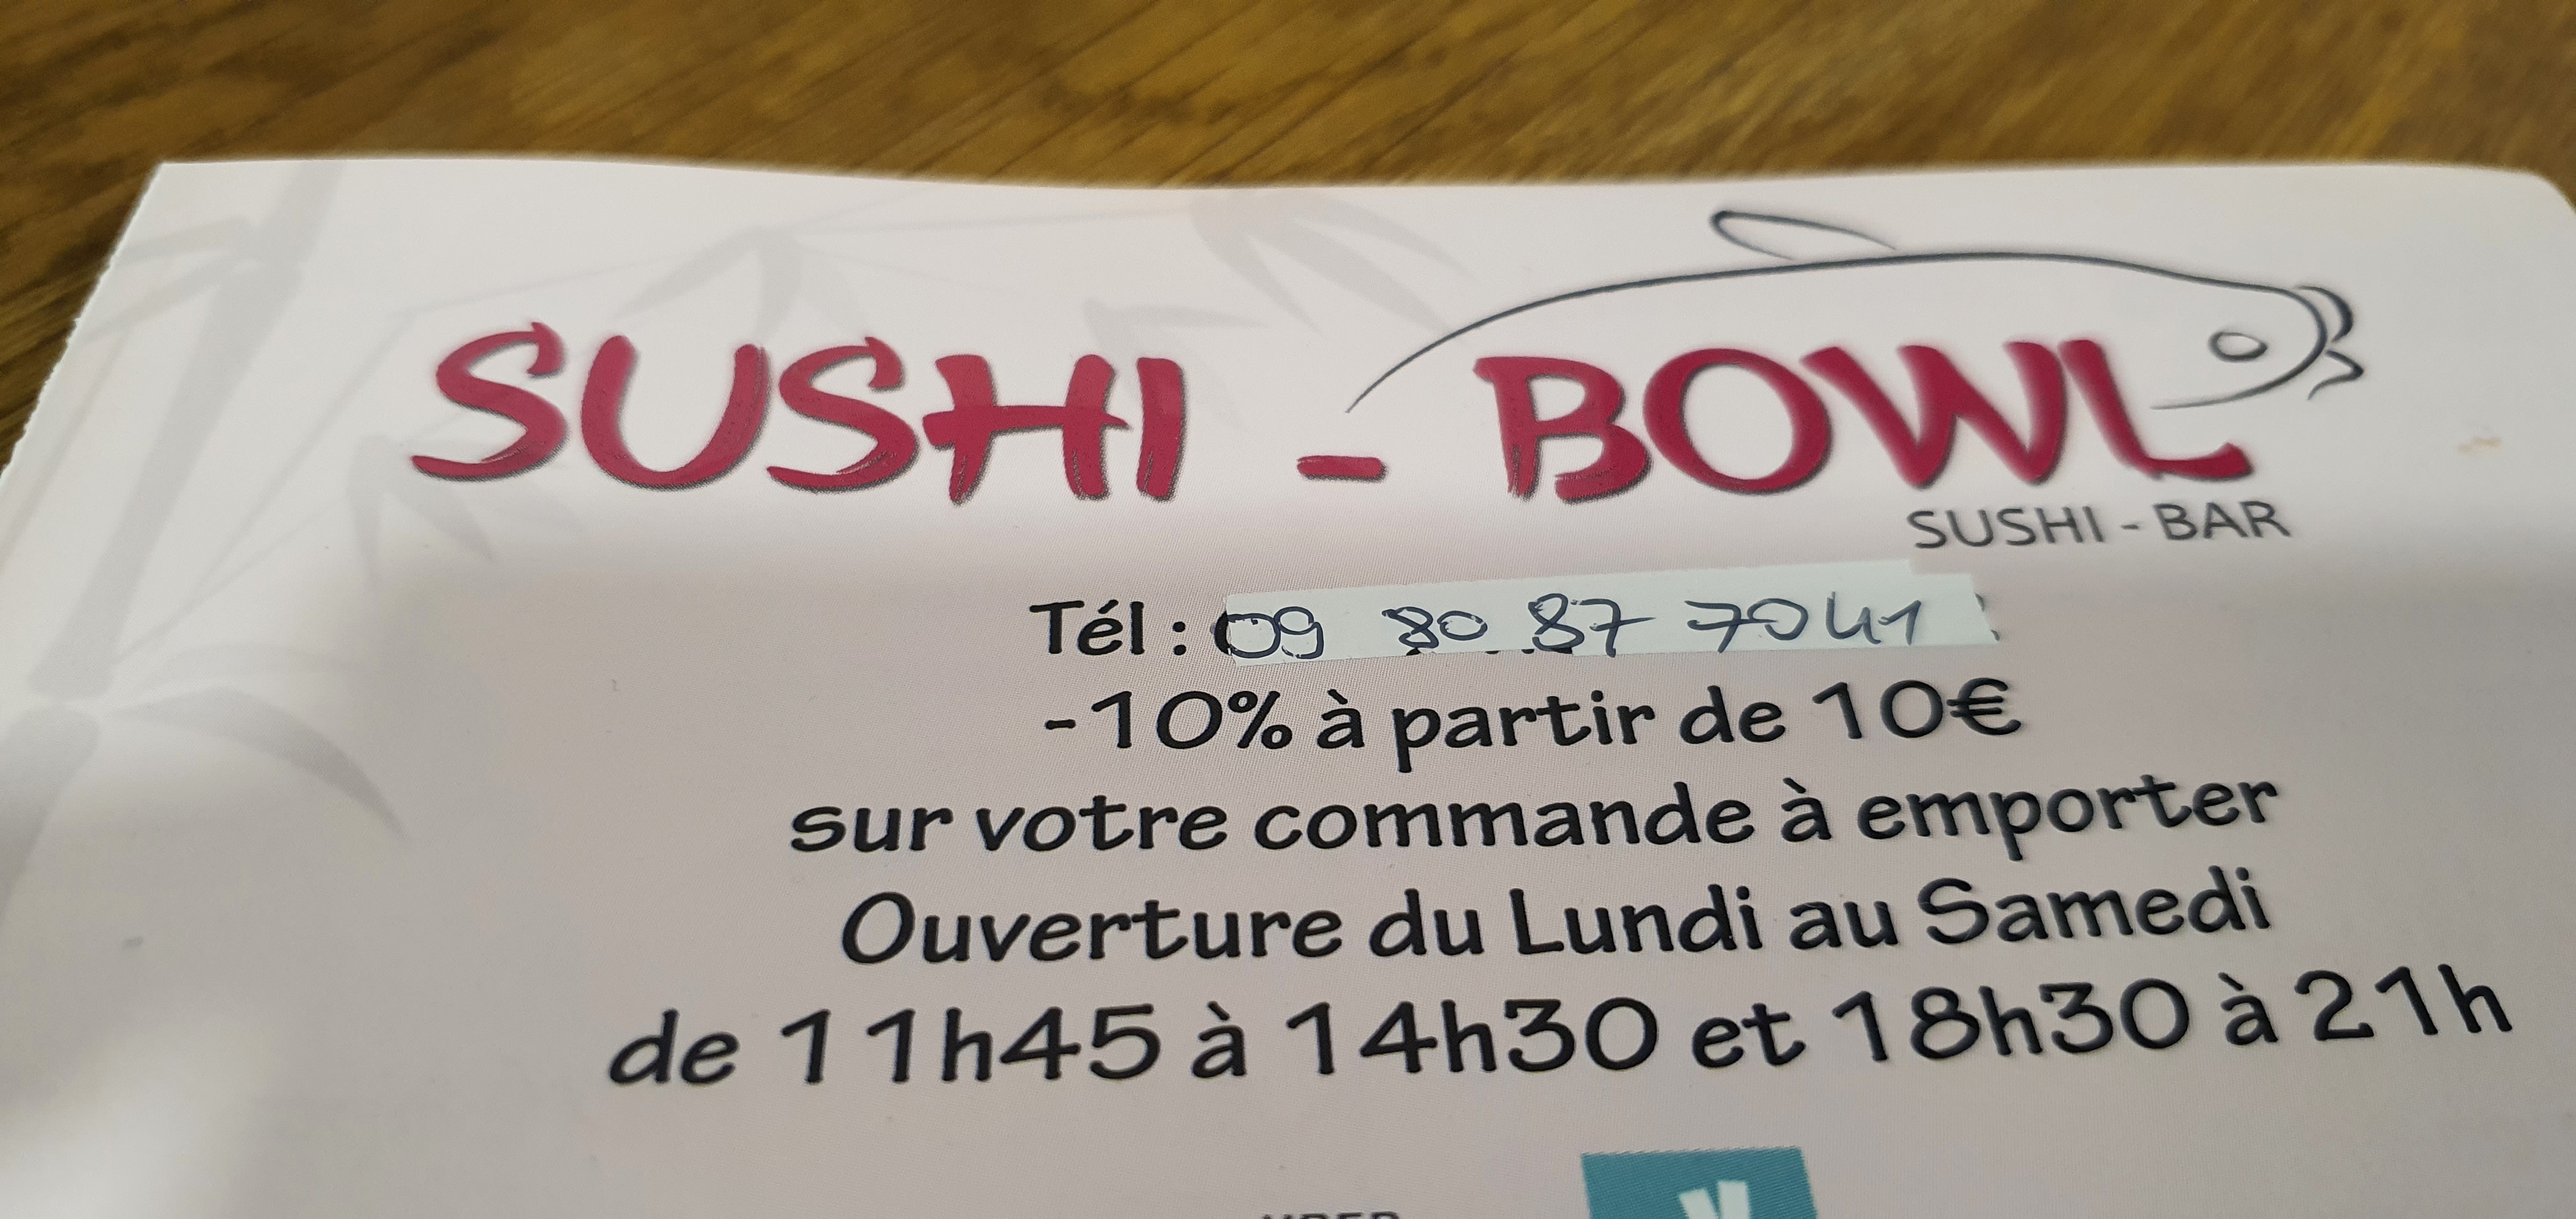 SUSHI - BOWL
SUSHI - BAR
Tél : 09 80 87 70 41
-10% à partir de 10€
sur votre commande à emporter
Ouverture du Lundi au Samedi
de 11h45 à 14h30 et 18h30 à 21h